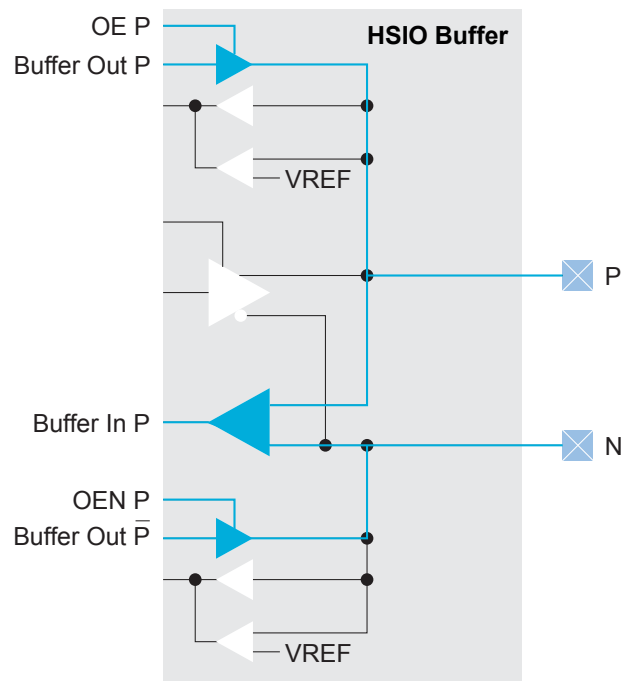 OE P
HSIO Buffer
Buffer Out P
VREF
P
Buffer In P
N
OEN P
Buffer Out P̅
VREF